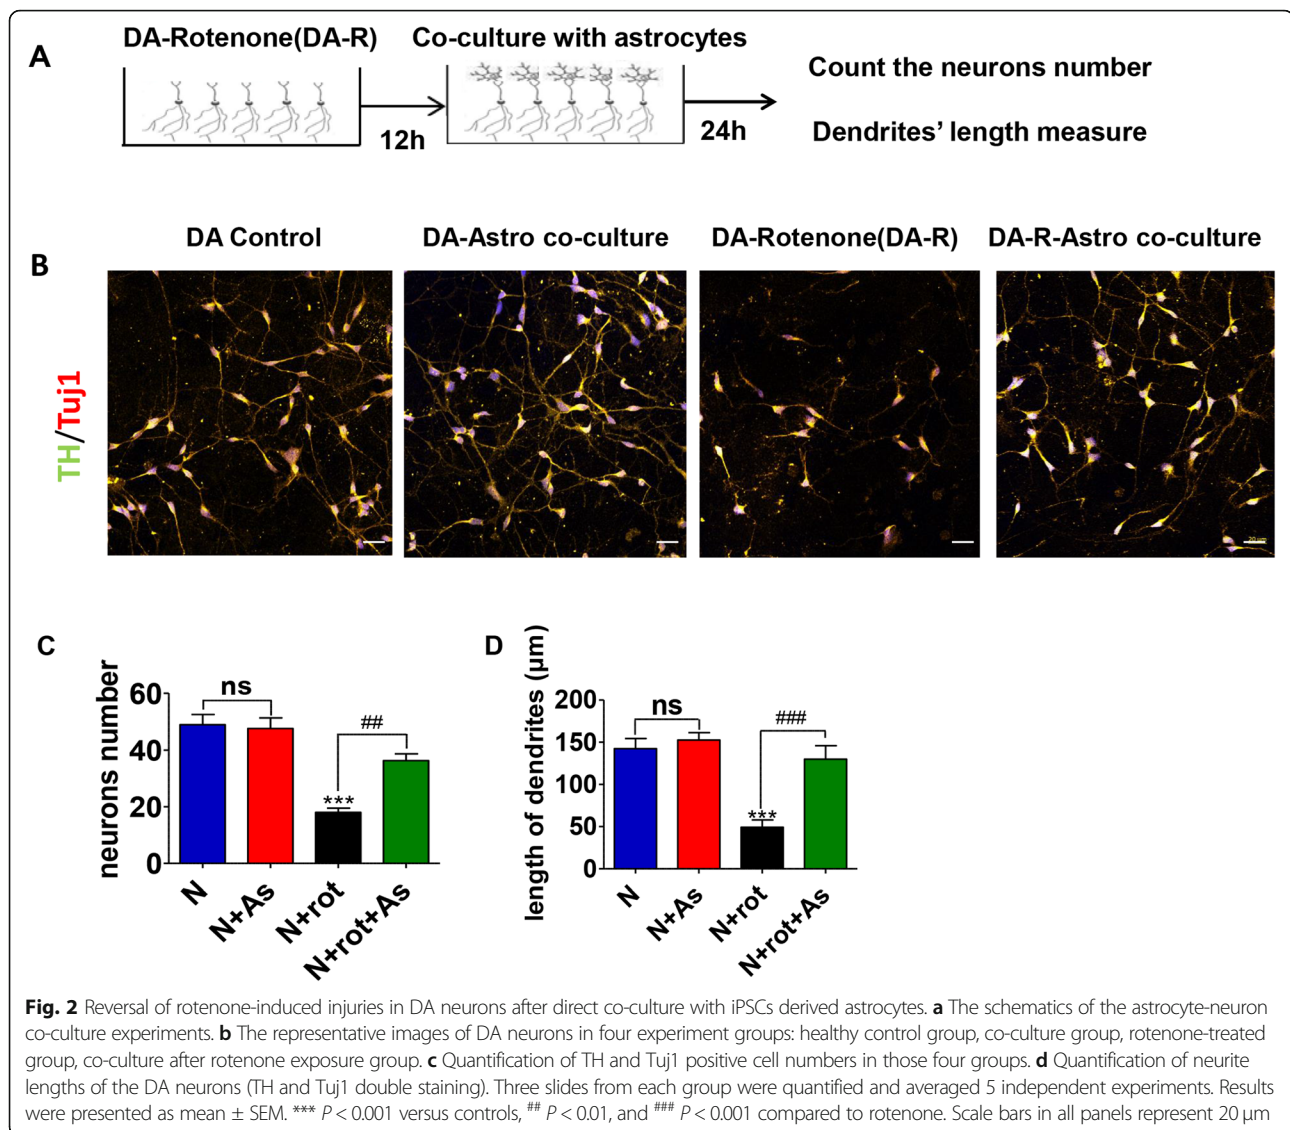 A
DA-Rotenone(DA-R)
Co-culture with astrocytes
12h
24h
Count the neurons number
Dendrites’ length measure
B
DA Control
DA-Astro co-culture
DA-Rotenone(DA-R)
DA-R-Astro co-culture
TH/Tuj1
20 µm
C
neurons number
60
40
20
0
ns
***
##
N
N+As
N+rot
N+rot+As
D
length of dendrites (µm)
200
150
100
50
0
ns
***
###
N
N+As
N+rot
N+rot+As
Fig. 2 Reversal of rotenone-induced injuries in DA neurons after direct co-culture with iPSCs derived astrocytes. a The schematics of the astrocyte-neuron
co-culture experiments. b The representative images of DA neurons in four experiment groups: healthy control group, co-culture group, rotenone-treated
group, co-culture after rotenone exposure group. c Quantification of TH and Tuj1 positive cell numbers in those four groups. d Quantification of neurite
lengths of the DA neurons (TH and Tuj1 double staining). Three slides from each group were quantified and averaged 5 independent experiments. Results
were presented as mean ± SEM. *** P < 0.001 versus controls, ## P < 0.01, and ### P < 0.001 compared to rotenone. Scale bars in all panels represent 20 µm